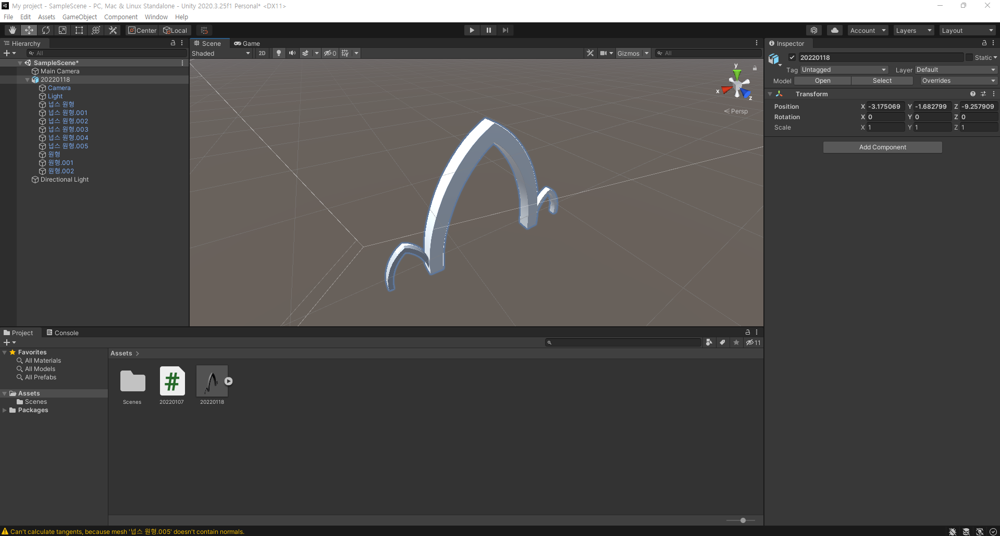 My project - SampleScene - PC, Mac & Linux Standalone - Unity 2020.3.25f1 Personal* <DX11>
File Edit Assets GameObject Component Window Help
Center Local Account Layers Layout
Hierarchy
All
SampleScene*
Main Camera
20220118
Camera
Light
넙스 원형
넙스 원형.001
넙스 원형.002
넙스 원형.003
넙스 원형.004
넙스 원형.005
원형
원형.001
원형.002
Directional Light
Scene Game
Shaded 2D 0 Gizmos All
y
x
z
Persp
Inspector
20220118 Static
Tag Untagged Layer Default
Model Open Select Overrides
Transform
Position X -3.175069 Y -1.682799 Z -9.257909
Rotation X 0 Y 0 Z 0
Scale X 1 Y 1 Z 1
Add Component
Project Console
11
Favorites
All Materials
All Models
All Prefabs
Assets
Scenes
Packages
Assets
#
Scenes 20220107 20220118
Can't calculate tangents, because mesh '넙스 원형.005' doesn't contain normals.